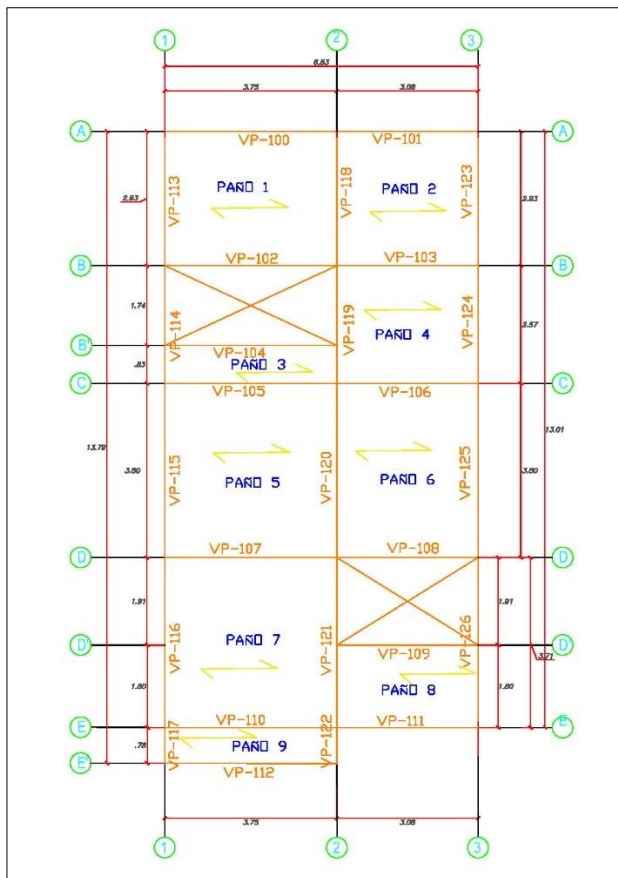 1 2 3
6.83
3.75 3.08
A A
VP-100 VP-101
VP-113 PAÑO 1 VP-118 PAÑO 2 VP-123
2.93 2.93
B VP-102 VP-103 B
1.74 VP-114 VP-119 PAÑO 4 VP-124 2.57
B' VP-104
.83 PAÑO 3
C VP-105 VP-106 C
13.79 13.01
3.80 VP-115 PAÑO 5 VP-120 PAÑO 6 VP-125 3.80
D VP-107 VP-108 D
1.91 VP-116 PAÑO 7 VP-121 VP-126 1.91
D' VP-109 D' 3.71
1.80 PAÑO 8 1.80
E VP-110 VP-111 E
.78 VP-117 PAÑO 9 VP-122
E' VP-112
3.75 3.08
1 2 3